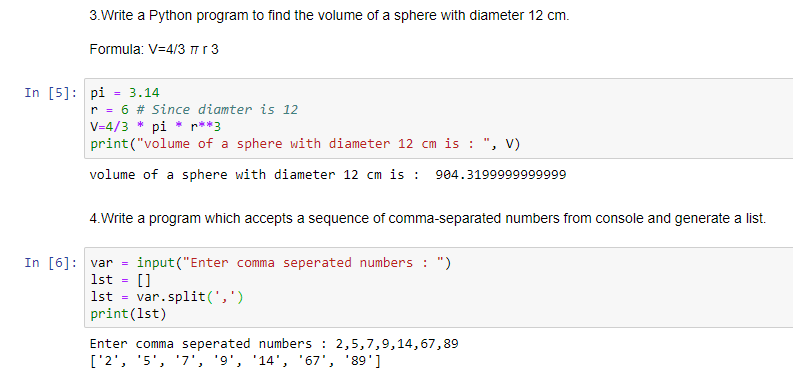 3.Write a Python program to find the volume of a sphere with diameter 12 cm.
Formula: V=4/3 π r 3
In [5]: pi = 3.14
r = 6 # Since diamter is 12
V=4/3 * pi * r**3
print("volume of a sphere with diameter 12 cm is : ", V)
volume of a sphere with diameter 12 cm is :  904.3199999999999
4.Write a program which accepts a sequence of comma-separated numbers from console and generate a list.
In [6]: var = input("Enter comma seperated numbers : ")
lst = []
lst = var.split(',')
print(lst)
Enter comma seperated numbers : 2,5,7,9,14,67,89
['2', '5', '7', '9', '14', '67', '89']